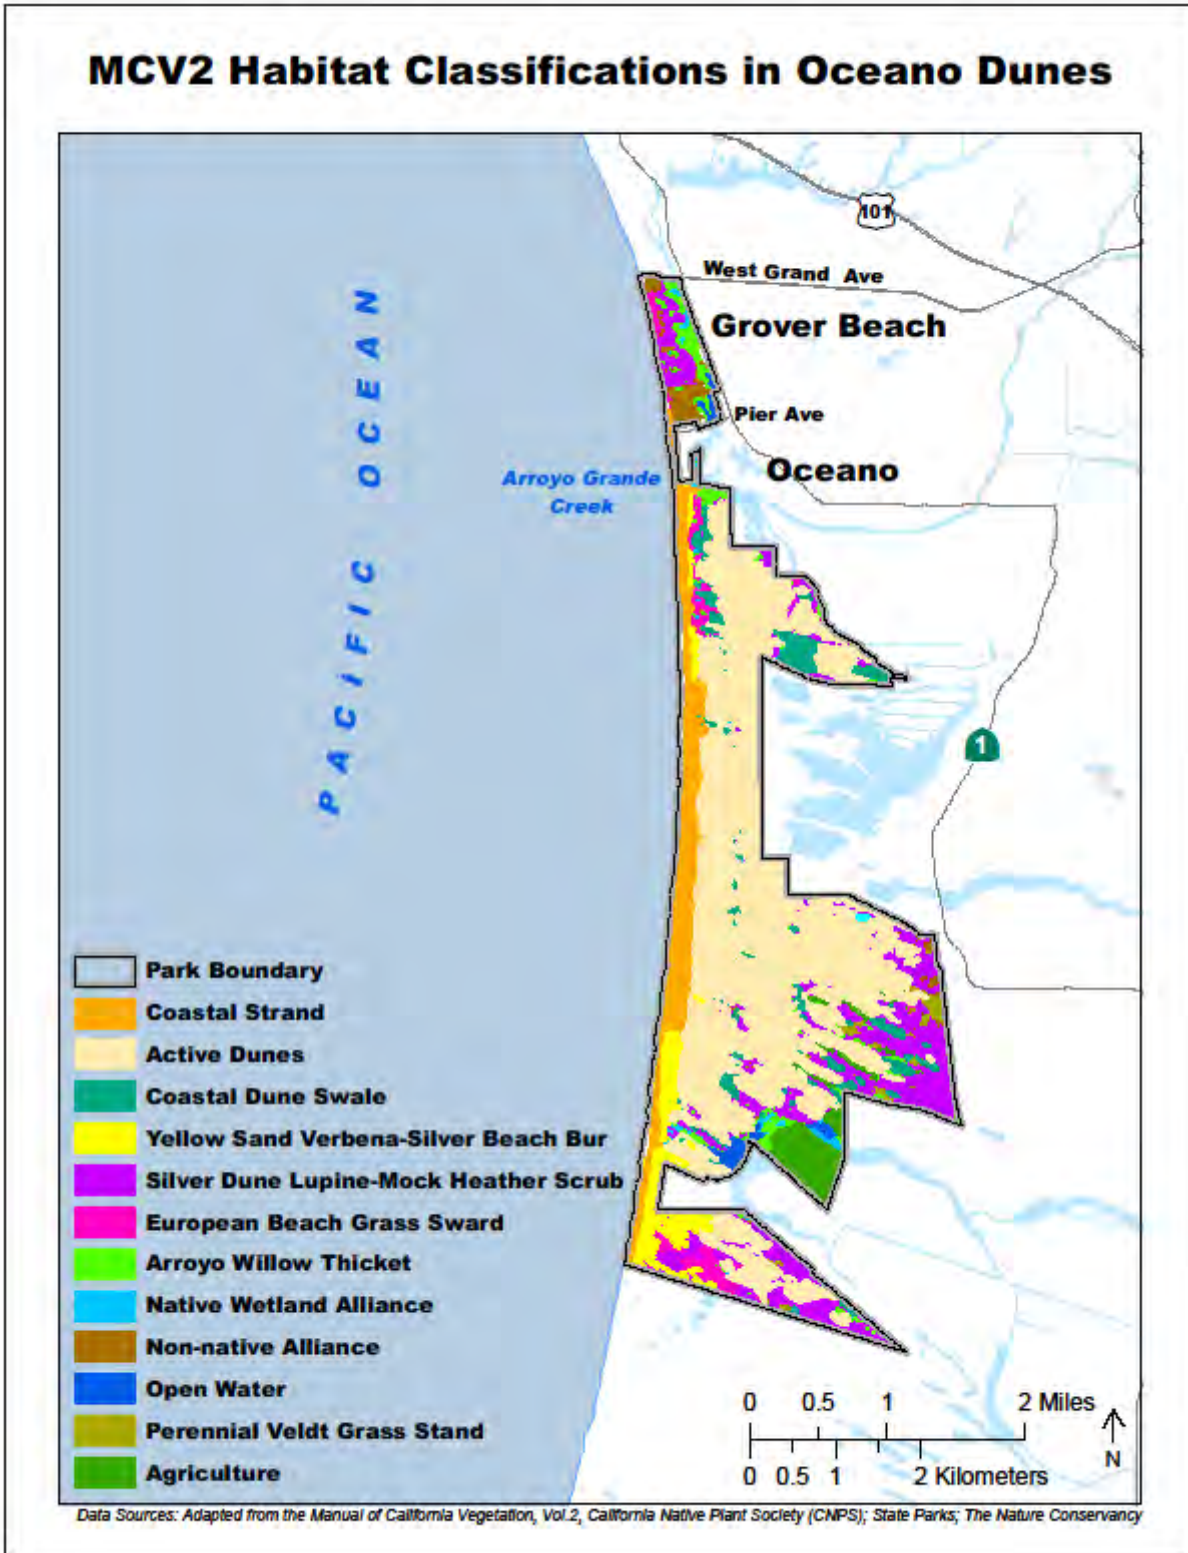 MCV2 Habitat Classifications in Oceano Dunes
101
West Grand Ave
Grover Beach
Pier Ave
Oceano
Arroyo Grande
Creek
PACIFIC OCEAN
1
Park Boundary
Coastal Strand
Active Dunes
Coastal Dune Swale
Yellow Sand Verbena-Silver Beach Bur
Silver Dune Lupine-Mock Heather Scrub
European Beach Grass Sward
Arroyo Willow Thicket
Native Wetland Alliance
Non-native Alliance
Open Water
Perennial Veldt Grass Stand
Agriculture
0 0.5 1 2 Miles
0 0.5 1 2 Kilometers
N
Data Sources: Adapted from the Manual of California Vegetation, Vol.2, California Native Plant Society (CNPS); State Parks; The Nature Conservancy